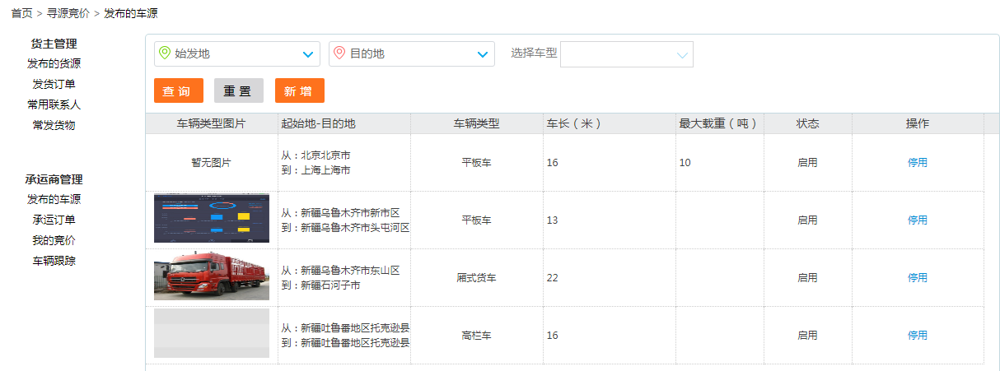 首页 > 寻源竞价 > 发布的车源
货主管理
发布的货源
发货订单
常用联系人
常发货物
承运商管理
发布的车源
承运订单
我的竞价
车辆跟踪
始发地 目的地 选择车型
查 询 重 置 新 增
车辆类型图片 起始地-目的地 车辆类型 车长（米） 最大载重（吨） 状态 操作
暂无图片 从：北京北京市 平板车 16 10 启用 停用
到：上海上海市
从：新疆乌鲁木齐市新市区 平板车 13 启用 停用
到：新疆乌鲁木齐市头屯河区
从：新疆乌鲁木齐市东山区 厢式货车 22 启用 停用
到：新疆石河子市
从：新疆吐鲁番地区托克逊县 高栏车 16 启用 停用
到：新疆吐鲁番地区托克逊县